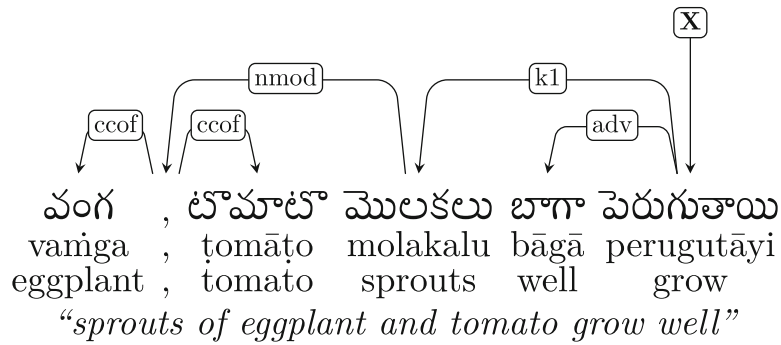 X
nmod k1
ccof ccof adv
వంగ , టొమాటొ మొలకలు బాగా పెరుగుతాయి
vaṁga , ṭomāṭo molakalu bāgā perugutāyi
eggplant , tomato sprouts well grow
“sprouts of eggplant and tomato grow well”